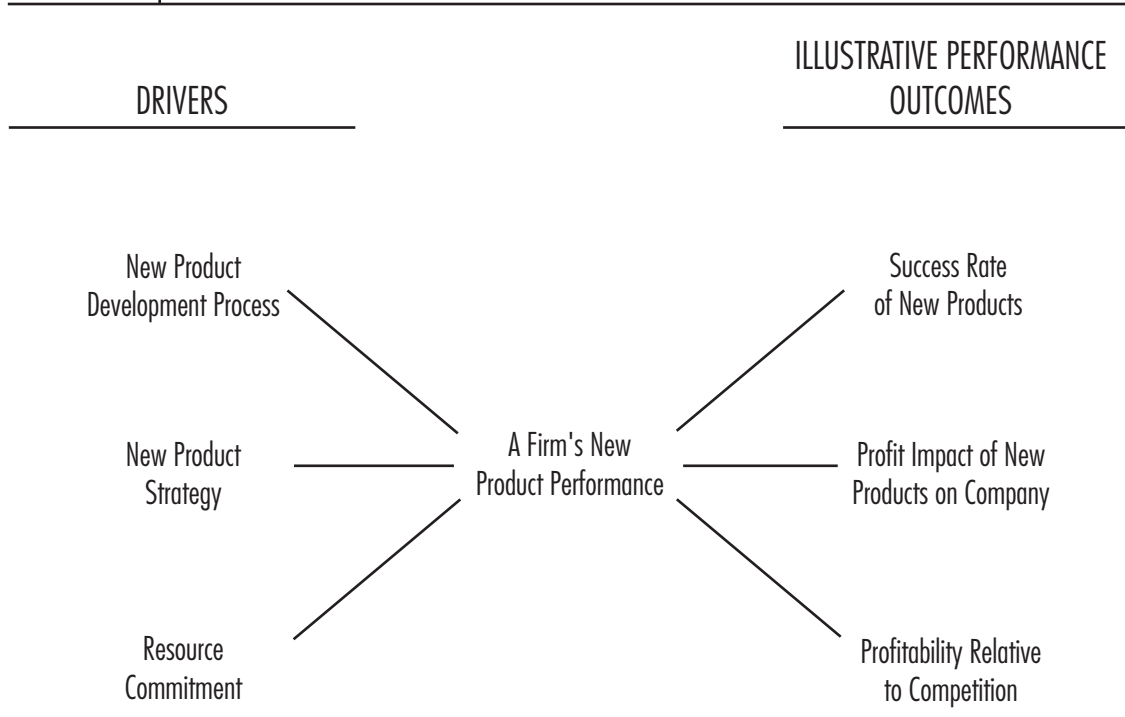 DRIVERS
ILLUSTRATIVE PERFORMANCE
OUTCOMES
New Product
Development Process
New Product
Strategy
Resource
Commitment
A Firm's New
Product Performance
Success Rate
of New Products
Profit Impact of New
Products on Company
Profitability Relative
to Competition